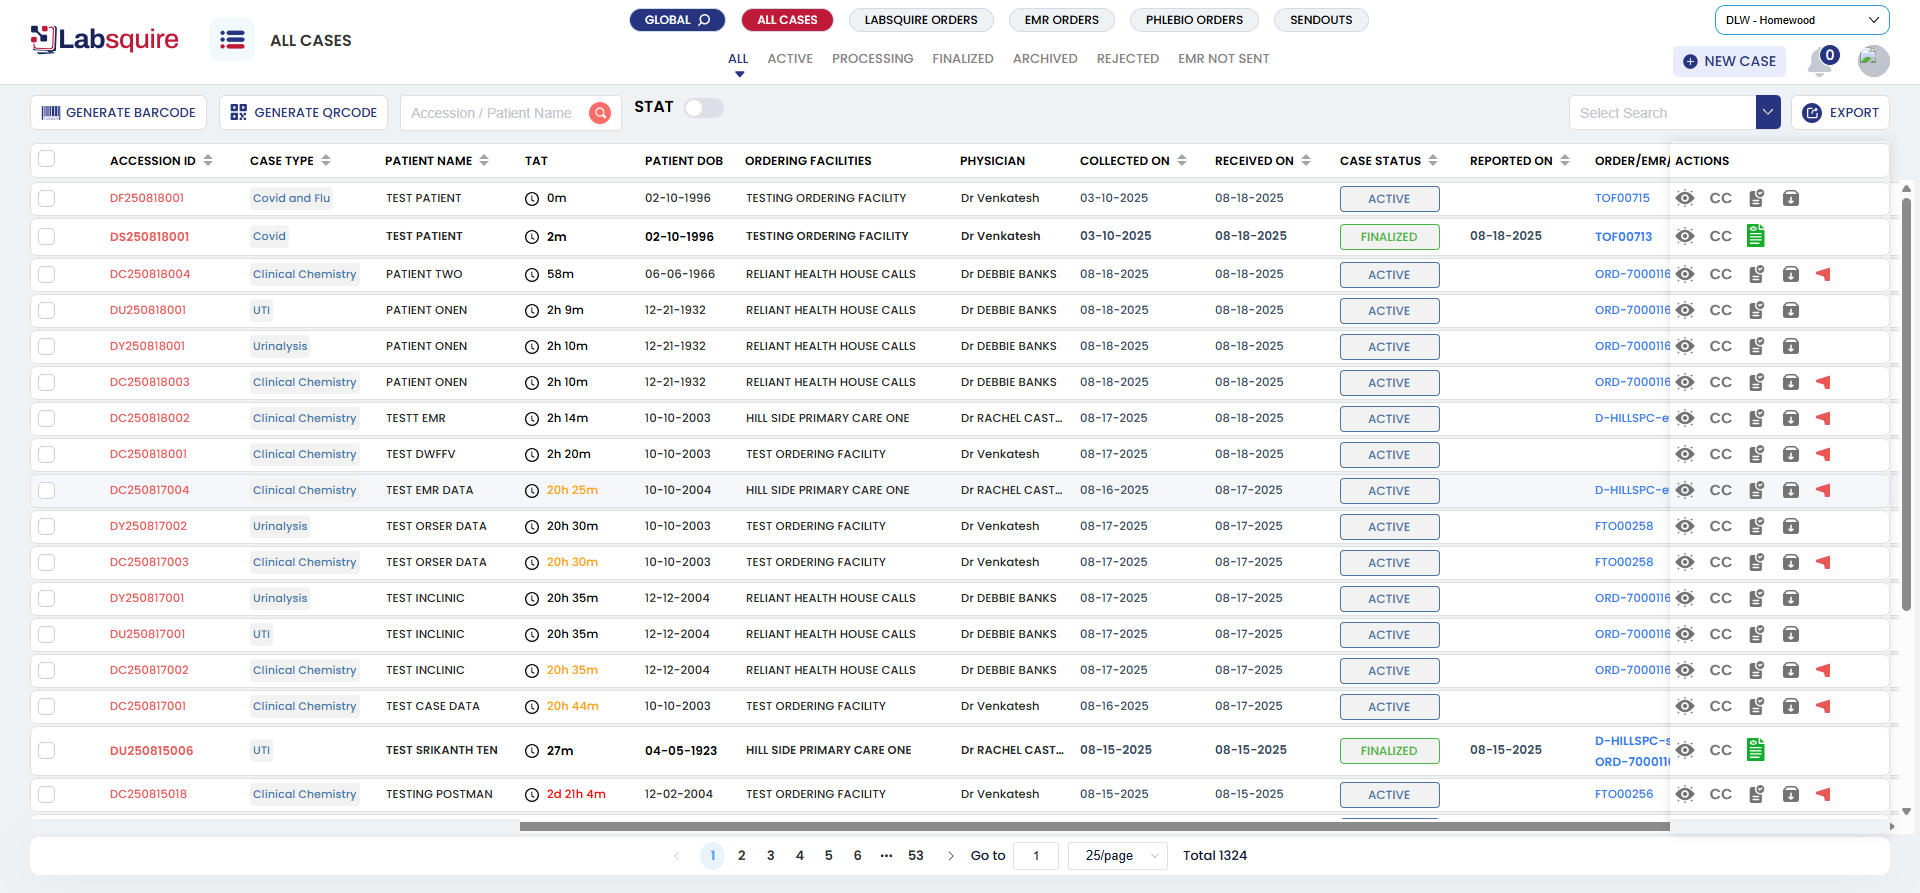 GLOBAL
ALL CASES
LABSQUIRE ORDERS
EMR ORDERS
PHLEBIO ORDERS
SENDOUTS
DLW - Homewood
Labsquire
ALL CASES
ALL
ACTIVE
PROCESSING
FINALIZED
ARCHIVED
REJECTED
EMR NOT SENT
NEW CASE
0
GENERATE BARCODE
GENERATE QRCODE
Accession / Patient Name
STAT
Select Search
EXPORT
ACCESSION ID CASE TYPE PATIENT NAME TAT PATIENT DOB ORDERING FACILITIES PHYSICIAN COLLECTED ON RECEIVED ON CASE STATUS REPORTED ON ORDER/EMR/ ACTIONS
DF250818001 Covid and Flu TEST PATIENT 0m 02-10-1996 TESTING ORDERING FACILITY Dr Venkatesh 03-10-2025 08-18-2025 ACTIVE TOF00715 CC
DS250818001 Covid TEST PATIENT 2m 02-10-1996 TESTING ORDERING FACILITY Dr Venkatesh 03-10-2025 08-18-2025 FINALIZED 08-18-2025 TOF00713 CC
DC250818004 Clinical Chemistry PATIENT TWO 58m 06-06-1966 RELIANT HEALTH HOUSE CALLS Dr DEBBIE BANKS 08-18-2025 08-18-2025 ACTIVE ORD-7000116 CC
DU250818001 UTI PATIENT ONEN 2h 9m 12-21-1932 RELIANT HEALTH HOUSE CALLS Dr DEBBIE BANKS 08-18-2025 08-18-2025 ACTIVE ORD-7000116 CC
DY250818001 Urinalysis PATIENT ONEN 2h 10m 12-21-1932 RELIANT HEALTH HOUSE CALLS Dr DEBBIE BANKS 08-18-2025 08-18-2025 ACTIVE ORD-7000116 CC
DC250818003 Clinical Chemistry PATIENT ONEN 2h 10m 12-21-1932 RELIANT HEALTH HOUSE CALLS Dr DEBBIE BANKS 08-18-2025 08-18-2025 ACTIVE ORD-7000116 CC
DC250818002 Clinical Chemistry TESTT EMR 2h 14m 10-10-2003 HILL SIDE PRIMARY CARE ONE Dr RACHEL CAST... 08-17-2025 08-18-2025 ACTIVE D-HILLSPC-e CC
DC250818001 Clinical Chemistry TEST DWFFV 2h 20m 10-10-2003 TEST ORDERING FACILITY Dr Venkatesh 08-17-2025 08-18-2025 ACTIVE CC
DC250817004 Clinical Chemistry TEST EMR DATA 20h 25m 10-10-2004 HILL SIDE PRIMARY CARE ONE Dr RACHEL CAST... 08-16-2025 08-17-2025 ACTIVE D-HILLSPC-e CC
DY250817002 Urinalysis TEST ORSER DATA 20h 30m 10-10-2003 TEST ORDERING FACILITY Dr Venkatesh 08-17-2025 08-17-2025 ACTIVE FTO00258 CC
DC250817003 Clinical Chemistry TEST ORSER DATA 20h 30m 10-10-2003 TEST ORDERING FACILITY Dr Venkatesh 08-17-2025 08-17-2025 ACTIVE FTO00258 CC
DY250817001 Urinalysis TEST INCLINIC 20h 35m 12-12-2004 RELIANT HEALTH HOUSE CALLS Dr DEBBIE BANKS 08-17-2025 08-17-2025 ACTIVE ORD-7000116 CC
DU250817001 UTI TEST INCLINIC 20h 35m 12-12-2004 RELIANT HEALTH HOUSE CALLS Dr DEBBIE BANKS 08-17-2025 08-17-2025 ACTIVE ORD-7000116 CC
DC250817002 Clinical Chemistry TEST INCLINIC 20h 35m 12-12-2004 RELIANT HEALTH HOUSE CALLS Dr DEBBIE BANKS 08-17-2025 08-17-2025 ACTIVE ORD-7000116 CC
DC250817001 Clinical Chemistry TEST CASE DATA 20h 44m 10-10-2003 TEST ORDERING FACILITY Dr Venkatesh 08-16-2025 08-17-2025 ACTIVE CC
DU250815006 UTI TEST SRIKANTH TEN 27m 04-05-1923 HILL SIDE PRIMARY CARE ONE Dr RACHEL CAST... 08-15-2025 08-15-2025 FINALIZED 08-15-2025 D-HILLSPC-s CC
ORD-7000116
DC250815018 Clinical Chemistry TESTING POSTMAN 2d 21h 4m 12-02-2004 TEST ORDERING FACILITY Dr Venkatesh 08-15-2025 08-15-2025 ACTIVE FTO00256 CC
1 2 3 4 5 6 ••• 53 Go to 1 25/page Total 1324